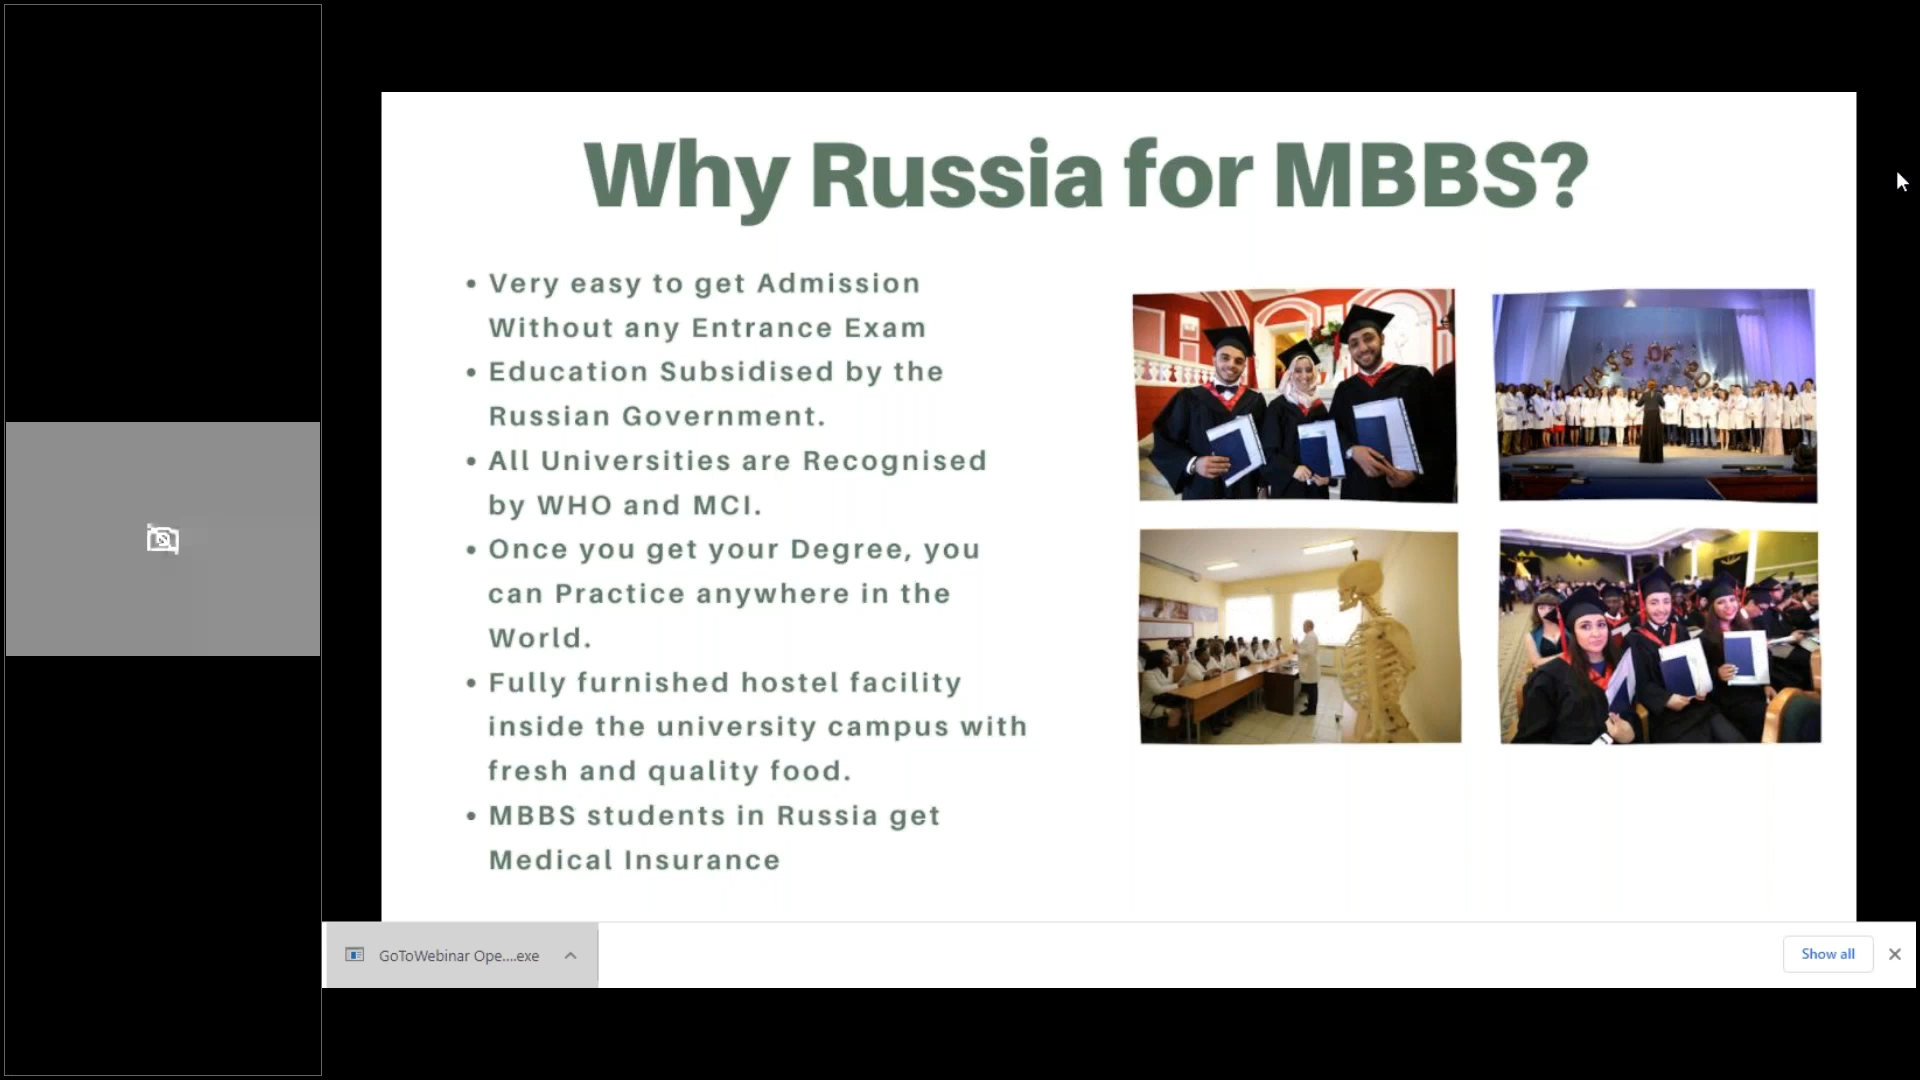 Why Russia for MBBS?
• Very easy to get Admission
Without any Entrance Exam
• Education Subsidised by the
Russian Government.
• All Universities are Recognised
by WHO and MCI.
• Once you get your Degree, you
can Practice anywhere in the
World.
• Fully furnished hostel facility
inside the university campus with
fresh and quality food.
• MBBS students in Russia get
Medical Insurance
GoToWebinar Ope....exe
Show all